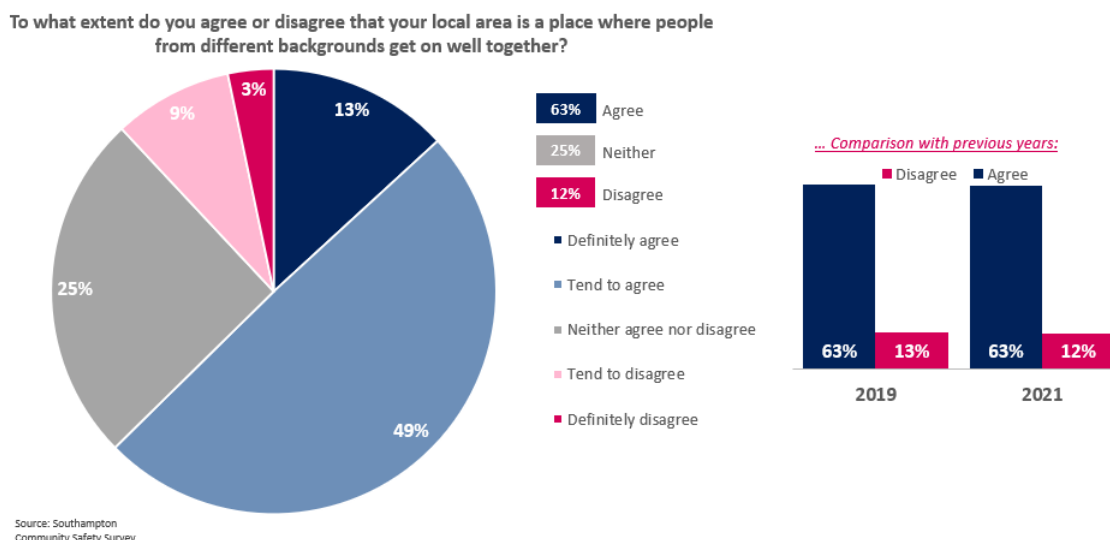 To what extent do you agree or disagree that your local area is a place where people
from different backgrounds get on well together?
3%
13%
9%
25%
49%
63% Agree
25% Neither
12% Disagree
Definitely agree
Tend to agree
Neither agree nor disagree
Tend to disagree
Definitely disagree
... Comparison with previous years:
Disagree Agree
63% 13% 63% 12%
2019 2021
Source: Southampton
Community Safety Survey